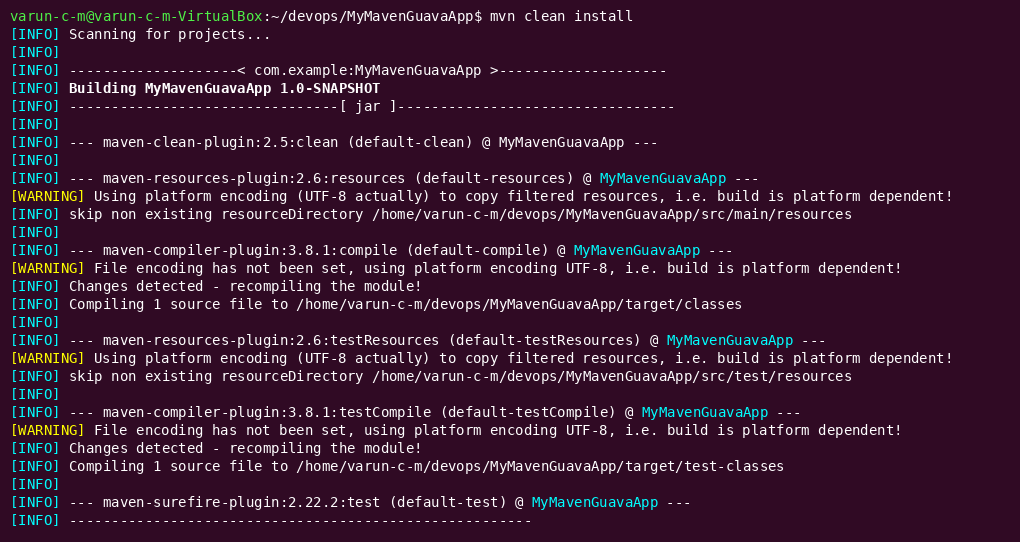 varun-c-m@varun-c-m-VirtualBox:~/devops/MyMavenGuavaApp$ mvn clean install
[INFO] Scanning for projects...
[INFO]
[INFO] --------------------< com.example:MyMavenGuavaApp >--------------------
[INFO] Building MyMavenGuavaApp 1.0-SNAPSHOT
[INFO] --------------------------------[ jar ]---------------------------------
[INFO]
[INFO] --- maven-clean-plugin:2.5:clean (default-clean) @ MyMavenGuavaApp ---
[INFO]
[INFO] --- maven-resources-plugin:2.6:resources (default-resources) @ MyMavenGuavaApp ---
[WARNING] Using platform encoding (UTF-8 actually) to copy filtered resources, i.e. build is platform dependent!
[INFO] skip non existing resourceDirectory /home/varun-c-m/devops/MyMavenGuavaApp/src/main/resources
[INFO]
[INFO] --- maven-compiler-plugin:3.8.1:compile (default-compile) @ MyMavenGuavaApp ---
[WARNING] File encoding has not been set, using platform encoding UTF-8, i.e. build is platform dependent!
[INFO] Changes detected - recompiling the module!
[INFO] Compiling 1 source file to /home/varun-c-m/devops/MyMavenGuavaApp/target/classes
[INFO]
[INFO] --- maven-resources-plugin:2.6:testResources (default-testResources) @ MyMavenGuavaApp ---
[WARNING] Using platform encoding (UTF-8 actually) to copy filtered resources, i.e. build is platform dependent!
[INFO] skip non existing resourceDirectory /home/varun-c-m/devops/MyMavenGuavaApp/src/test/resources
[INFO]
[INFO] --- maven-compiler-plugin:3.8.1:testCompile (default-testCompile) @ MyMavenGuavaApp ---
[WARNING] File encoding has not been set, using platform encoding UTF-8, i.e. build is platform dependent!
[INFO] Changes detected - recompiling the module!
[INFO] Compiling 1 source file to /home/varun-c-m/devops/MyMavenGuavaApp/target/test-classes
[INFO]
[INFO] --- maven-surefire-plugin:2.22.2:test (default-test) @ MyMavenGuavaApp ---
[INFO] -------------------------------------------------------